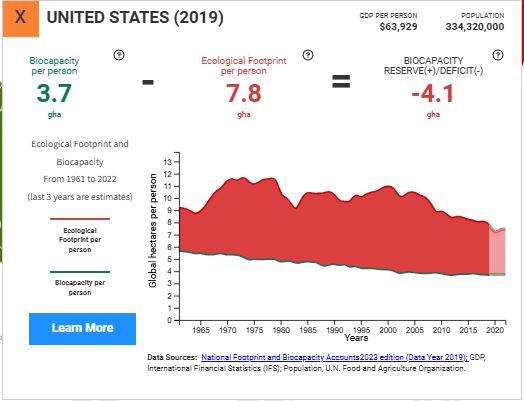 X UNITED STATES (2019)
GDP PER PERSON
$63,929
POPULATION
334,320,000
Biocapacity
per person
3.7
gha
?
-
Ecological Footprint
per person
7.8
gha
?
=
BIOCAPACITY
RESERVE(+)/DEFICIT(-)
-4.1
gha
?
Ecological Footprint and
Biocapacity
From 1961 to 2022
(last 3 years are estimates)
Ecological
Footprint per
person
Biocapacity per
person
Learn More
Global hectares per person
13
12
11
10
9
8
7
6
5
4
3
2
1
0
1965 1970 1975 1980 1985 1990 1995 2000 2005 2010 2015 2020
Years
Data Sources: National Footprint and Biocapacity Accounts2023 edition (Data Year 2019); GDP,
International Financial Statistics (IFS); Population, U.N. Food and Agriculture Organization.